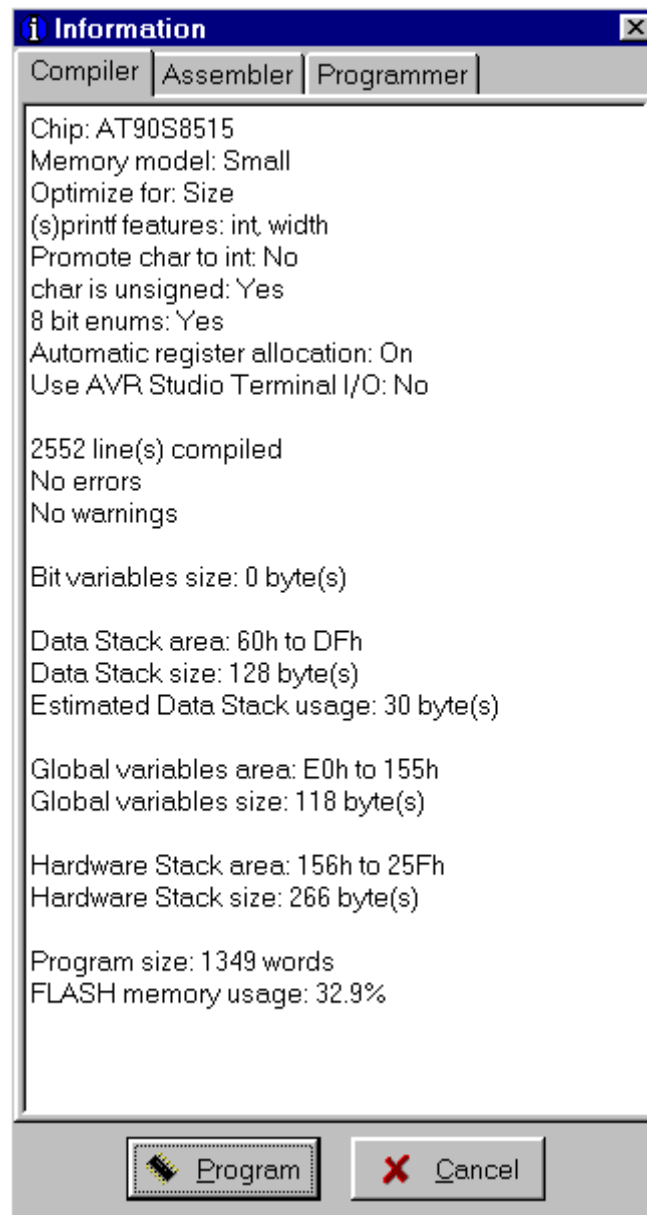 Information
Compiler Assembler Programmer
Chip: AT90S8515
Memory model: Small
Optimize for: Size
(s)printf features: int, width
Promote char to int: No
char is unsigned: Yes
8 bit enums: Yes
Automatic register allocation: On
Use AVR Studio Terminal I/O: No
2552 line(s) compiled
No errors
No warnings
Bit variables size: 0 byte(s)
Data Stack area: 60h to DFh
Data Stack size: 128 byte(s)
Estimated Data Stack usage: 30 byte(s)
Global variables area: E0h to 155h
Global variables size: 118 byte(s)
Hardware Stack area: 156h to 25Fh
Hardware Stack size: 266 byte(s)
Program size: 1349 words
FLASH memory usage: 32.9%
Program Cancel